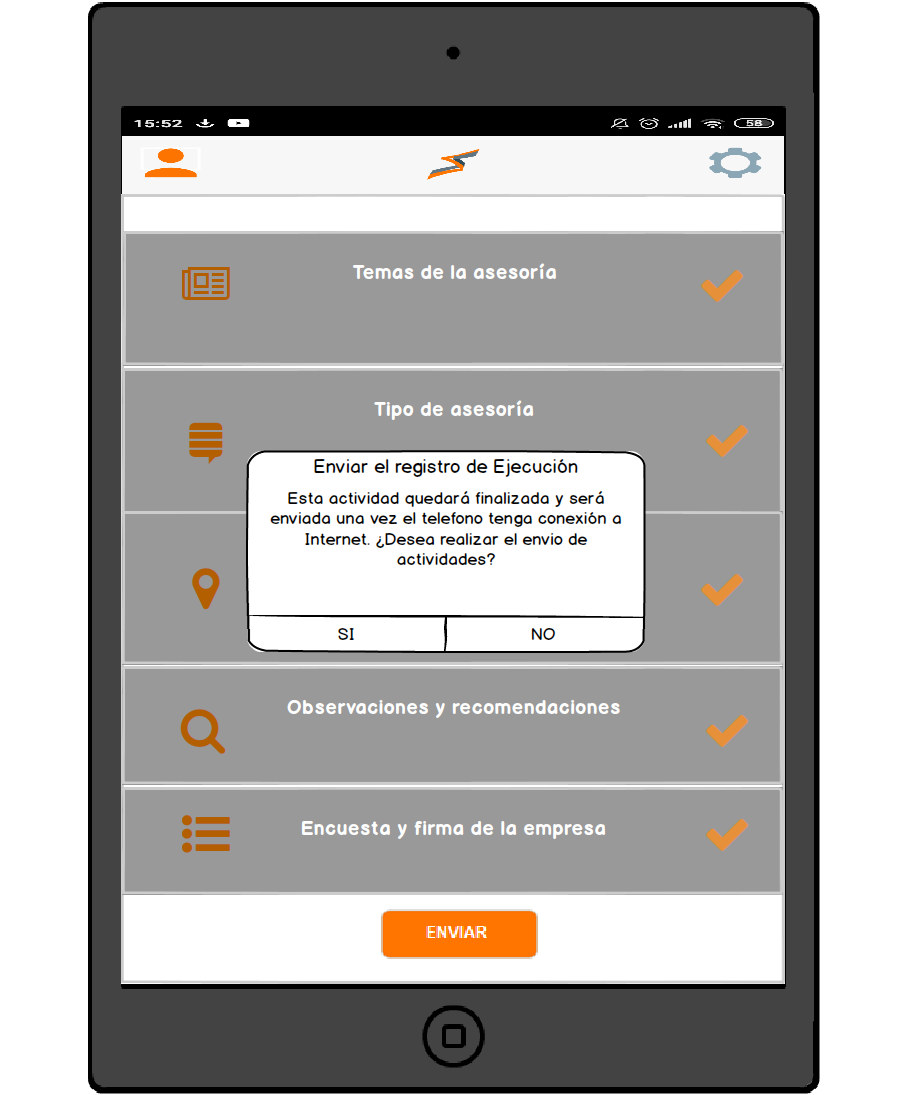 15:52
58
Temas de la asesoría
Tipo de asesoría
Enviar el registro de Ejecución
Esta actividad quedará finalizada y será
enviada una vez el telefono tenga conexión a
Internet. ¿Desea realizar el envio de
actividades?
SI NO
Observaciones y recomendaciones
Encuesta y firma de la empresa
ENVIAR